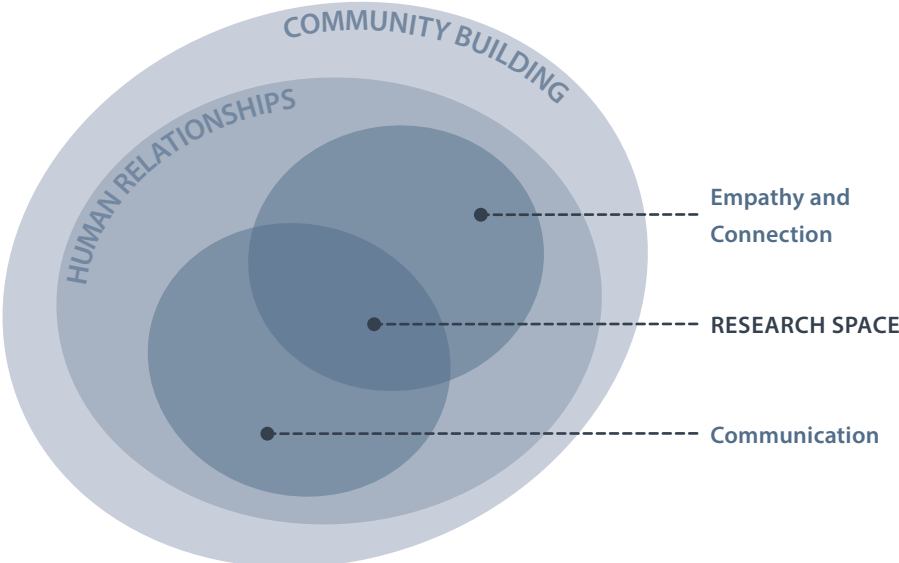 COMMUNITY BUILDING
HUMAN RELATIONSHIPS
Empathy and
Connection
RESEARCH SPACE
Communication